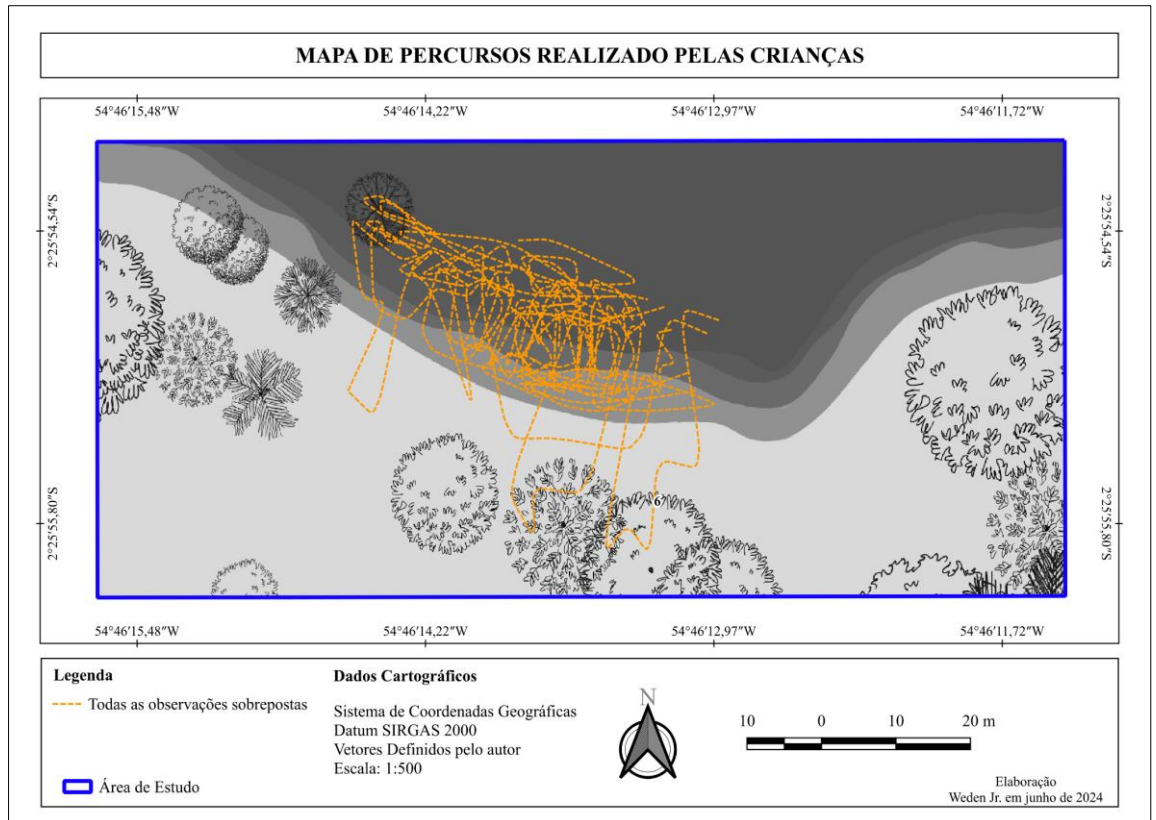 MAPA DE PERCURSOS REALIZADO PELAS CRIANÇAS
54°46′15,48″W
54°46′14,22″W
54°46′12,97″W
54°46′11,72″W
2°25′54,54″S
2°25′54,54″S
6
2°25′55,80″S
2°25′55,80″S
54°46′15,48″W
54°46′14,22″W
54°46′12,97″W
54°46′11,72″W
Legenda
Todas as observações sobrepostas
Área de Estudo
Dados Cartográficos
Sistema de Coordenadas Geográficas
Datum SIRGAS 2000
Vetores Definidos pelo autor
Escala: 1:500
N
10 0 10 20 m
Elaboração
Weden Jr. em junho de 2024